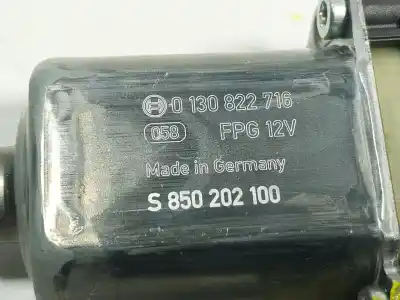 0 130 822 716
058 FPG 12V
Made in Germany
S 850 202 100